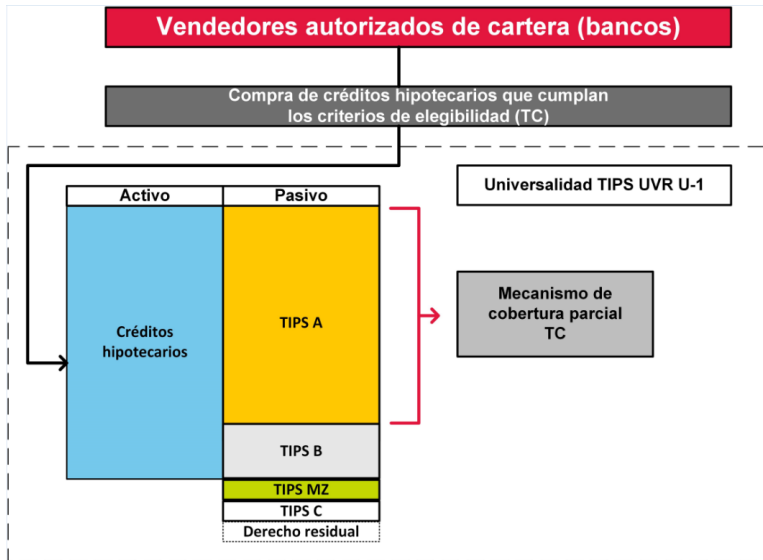 Vendedores autorizados de cartera (bancos)
Compra de créditos hipotecarios que cumplan
los criterios de elegibilidad (TC)
Universalidad TIPS UVR U-1
Activo
Pasivo
Créditos
hipotecarios
TIPS A
Mecanismo de
cobertura parcial
TC
TIPS B
TIPS MZ
TIPS C
Derecho residual